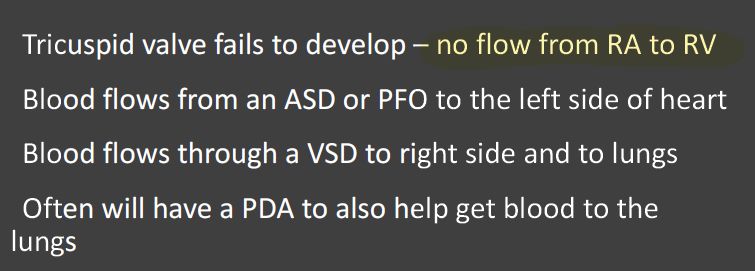 Tricuspid valve fails to develop – no flow from RA to RV
Blood flows from an ASD or PFO to the left side of heart
Blood flows through a VSD to right side and to lungs
Often will have a PDA to also help get blood to the
lungs